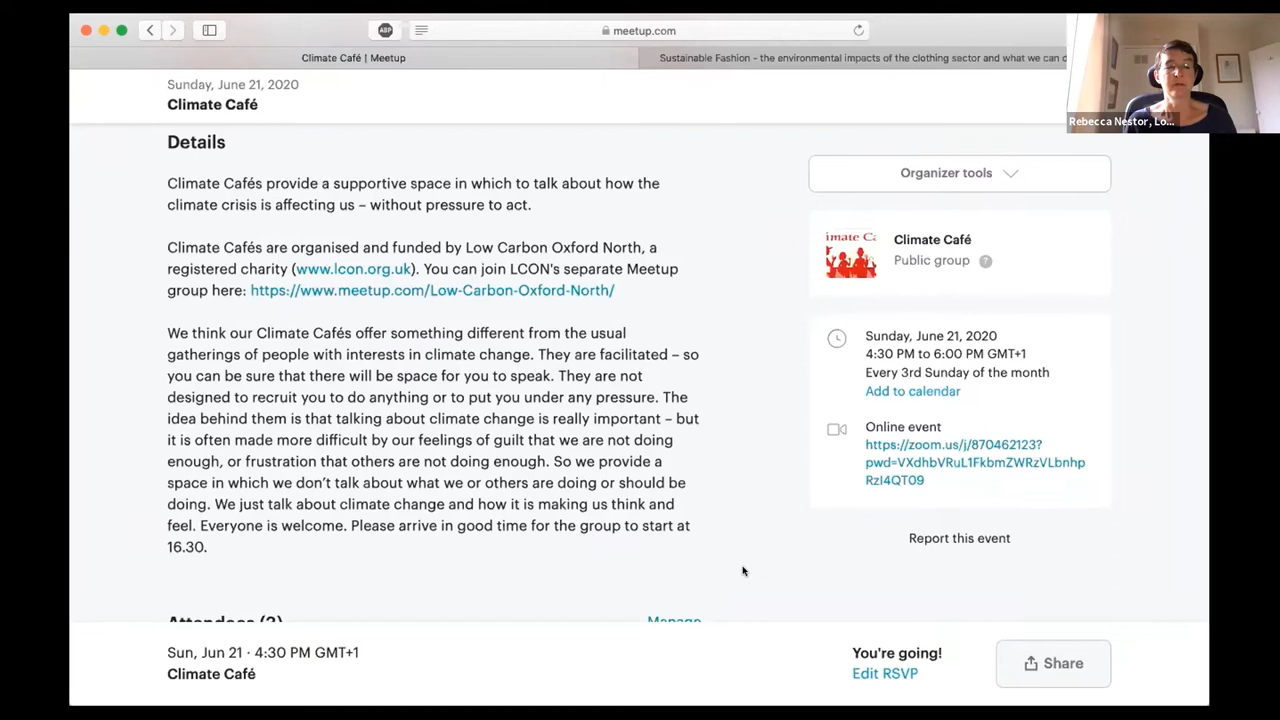 ABP
meetup.com
Climate Café | Meetup
Sustainable Fashion - the environmental impacts of the clothing sector and what we can d
Rebecca Nestor, Lo...
Sunday, June 21, 2020
Climate Café
Details
Climate Cafés provide a supportive space in which to talk about how the
climate crisis is affecting us – without pressure to act.
Climate Cafés are organised and funded by Low Carbon Oxford North, a
registered charity (www.lcon.org.uk). You can join LCON's separate Meetup
group here: https://www.meetup.com/Low-Carbon-Oxford-North/
We think our Climate Cafés offer something different from the usual
gatherings of people with interests in climate change. They are facilitated – so
you can be sure that there will be space for you to speak. They are not
designed to recruit you to do anything or to put you under any pressure. The
idea behind them is that talking about climate change is really important – but
it is often made more difficult by our feelings of guilt that we are not doing
enough, or frustration that others are not doing enough. So we provide a
space in which we don't talk about what we or others are doing or should be
doing. We just talk about climate change and how it is making us think and
feel. Everyone is welcome. Please arrive in good time for the group to start at
16.30.
Attendees (2)
Manage
Organizer tools
imate Ca
Climate Café
Public group ?
Sunday, June 21, 2020
4:30 PM to 6:00 PM GMT+1
Every 3rd Sunday of the month
Add to calendar
Online event
https://zoom.us/j/870462123?
pwd=VXdhbVRuL1FkbmZWRzVLbnhp
RzI4QT09
Report this event
Sun, Jun 21 · 4:30 PM GMT+1
Climate Café
You're going!
Edit RSVP
Share